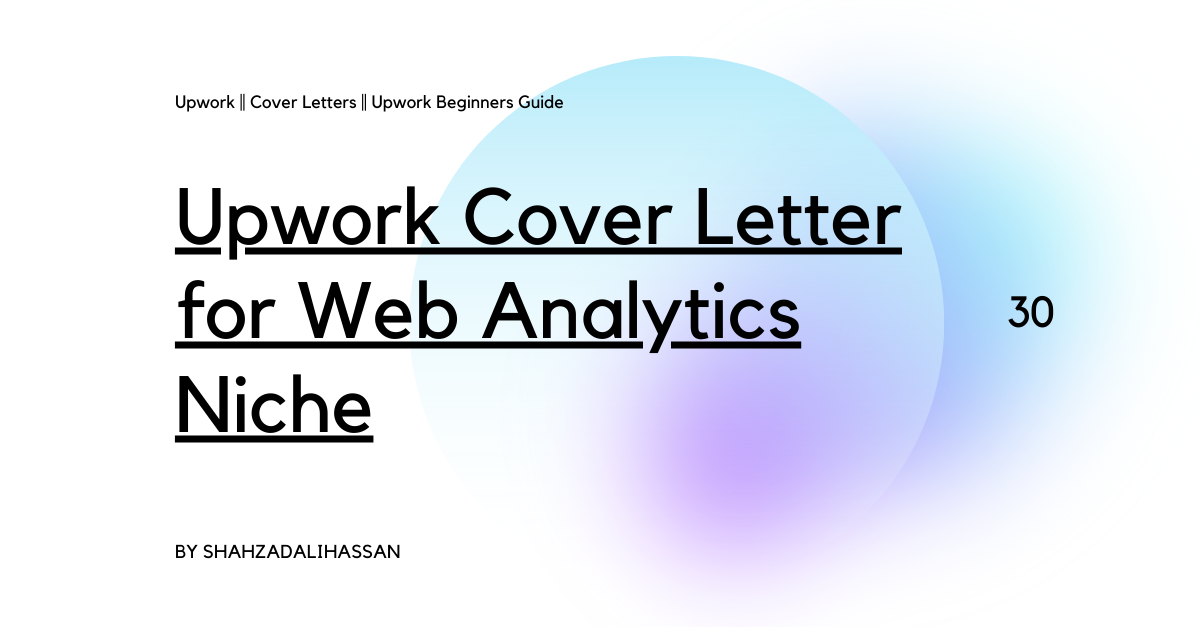 Upwork || Cover Letters || Upwork Beginners Guide
Upwork Cover Letter
for Web Analytics
Niche
30
BY SHAHZADALIHASSAN